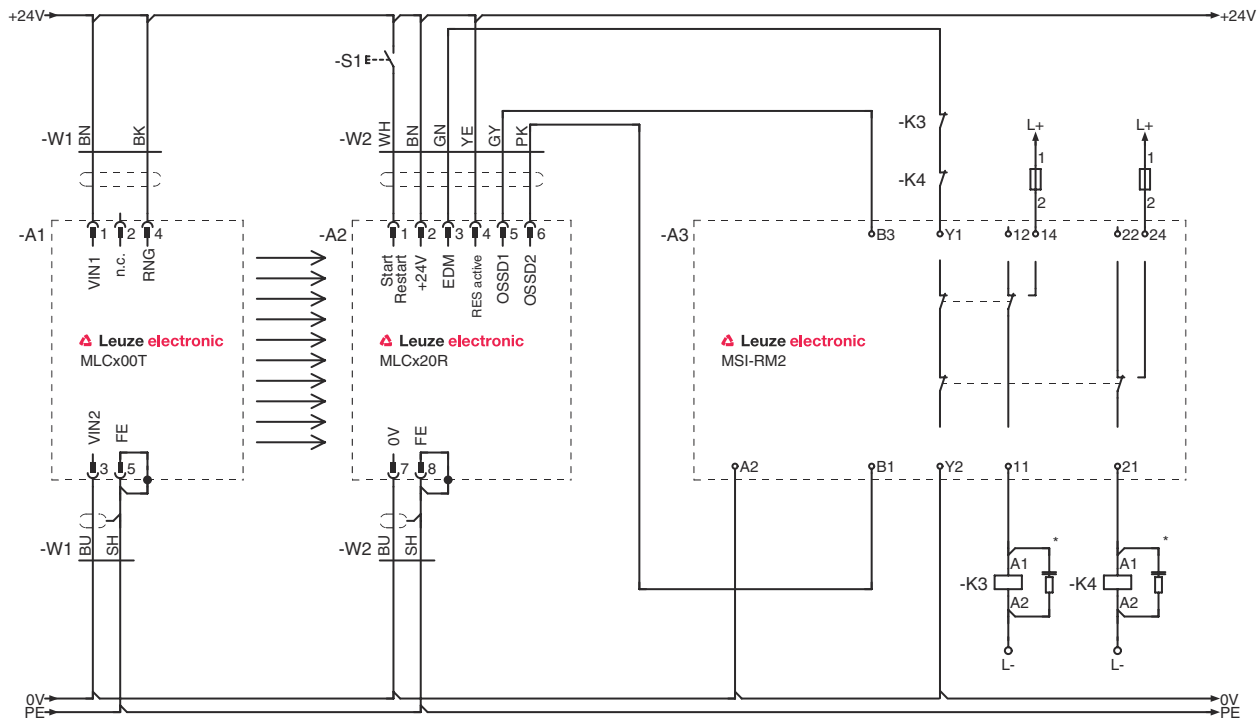 +24V
+24V
-S1
-K3
-W1
BN
BK
-W2
WH
BN
GN
YE
GY
PK
L+
L+
1
1
-K4
2
2
-A1
1
2
4
-A2
1
2
3
4
5
6
-A3
B3
Y1
12
14
22
24
VIN1
n.c.
RNG
Start
Restart
+24V
EDM
RES active
OSSD1
OSSD2
Leuze electronic
MLCx00T
Leuze electronic
MLCx20R
Leuze electronic
MSI-RM2
VIN2
FE
0V
FE
3
5
7
8
A2
B1
Y2
11
21
-W1
BU
SH
-W2
BU
SH
*
*
A1
A1
-K3
-K4
A2
A2
L-
L-
0V
0V
PE
PE